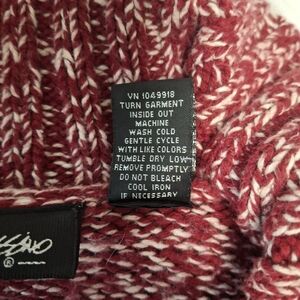 VN 1049918
TURN GARMENT
INSIDE OUT
MACHINE
WASH COLD
GENTLE CYCLE
WITH LIKE COLORS
TUMBLE DRY LOW
REMOVE PROMPTLY
DO NOT BLEACH
COOL IRON
IF NECESSARY